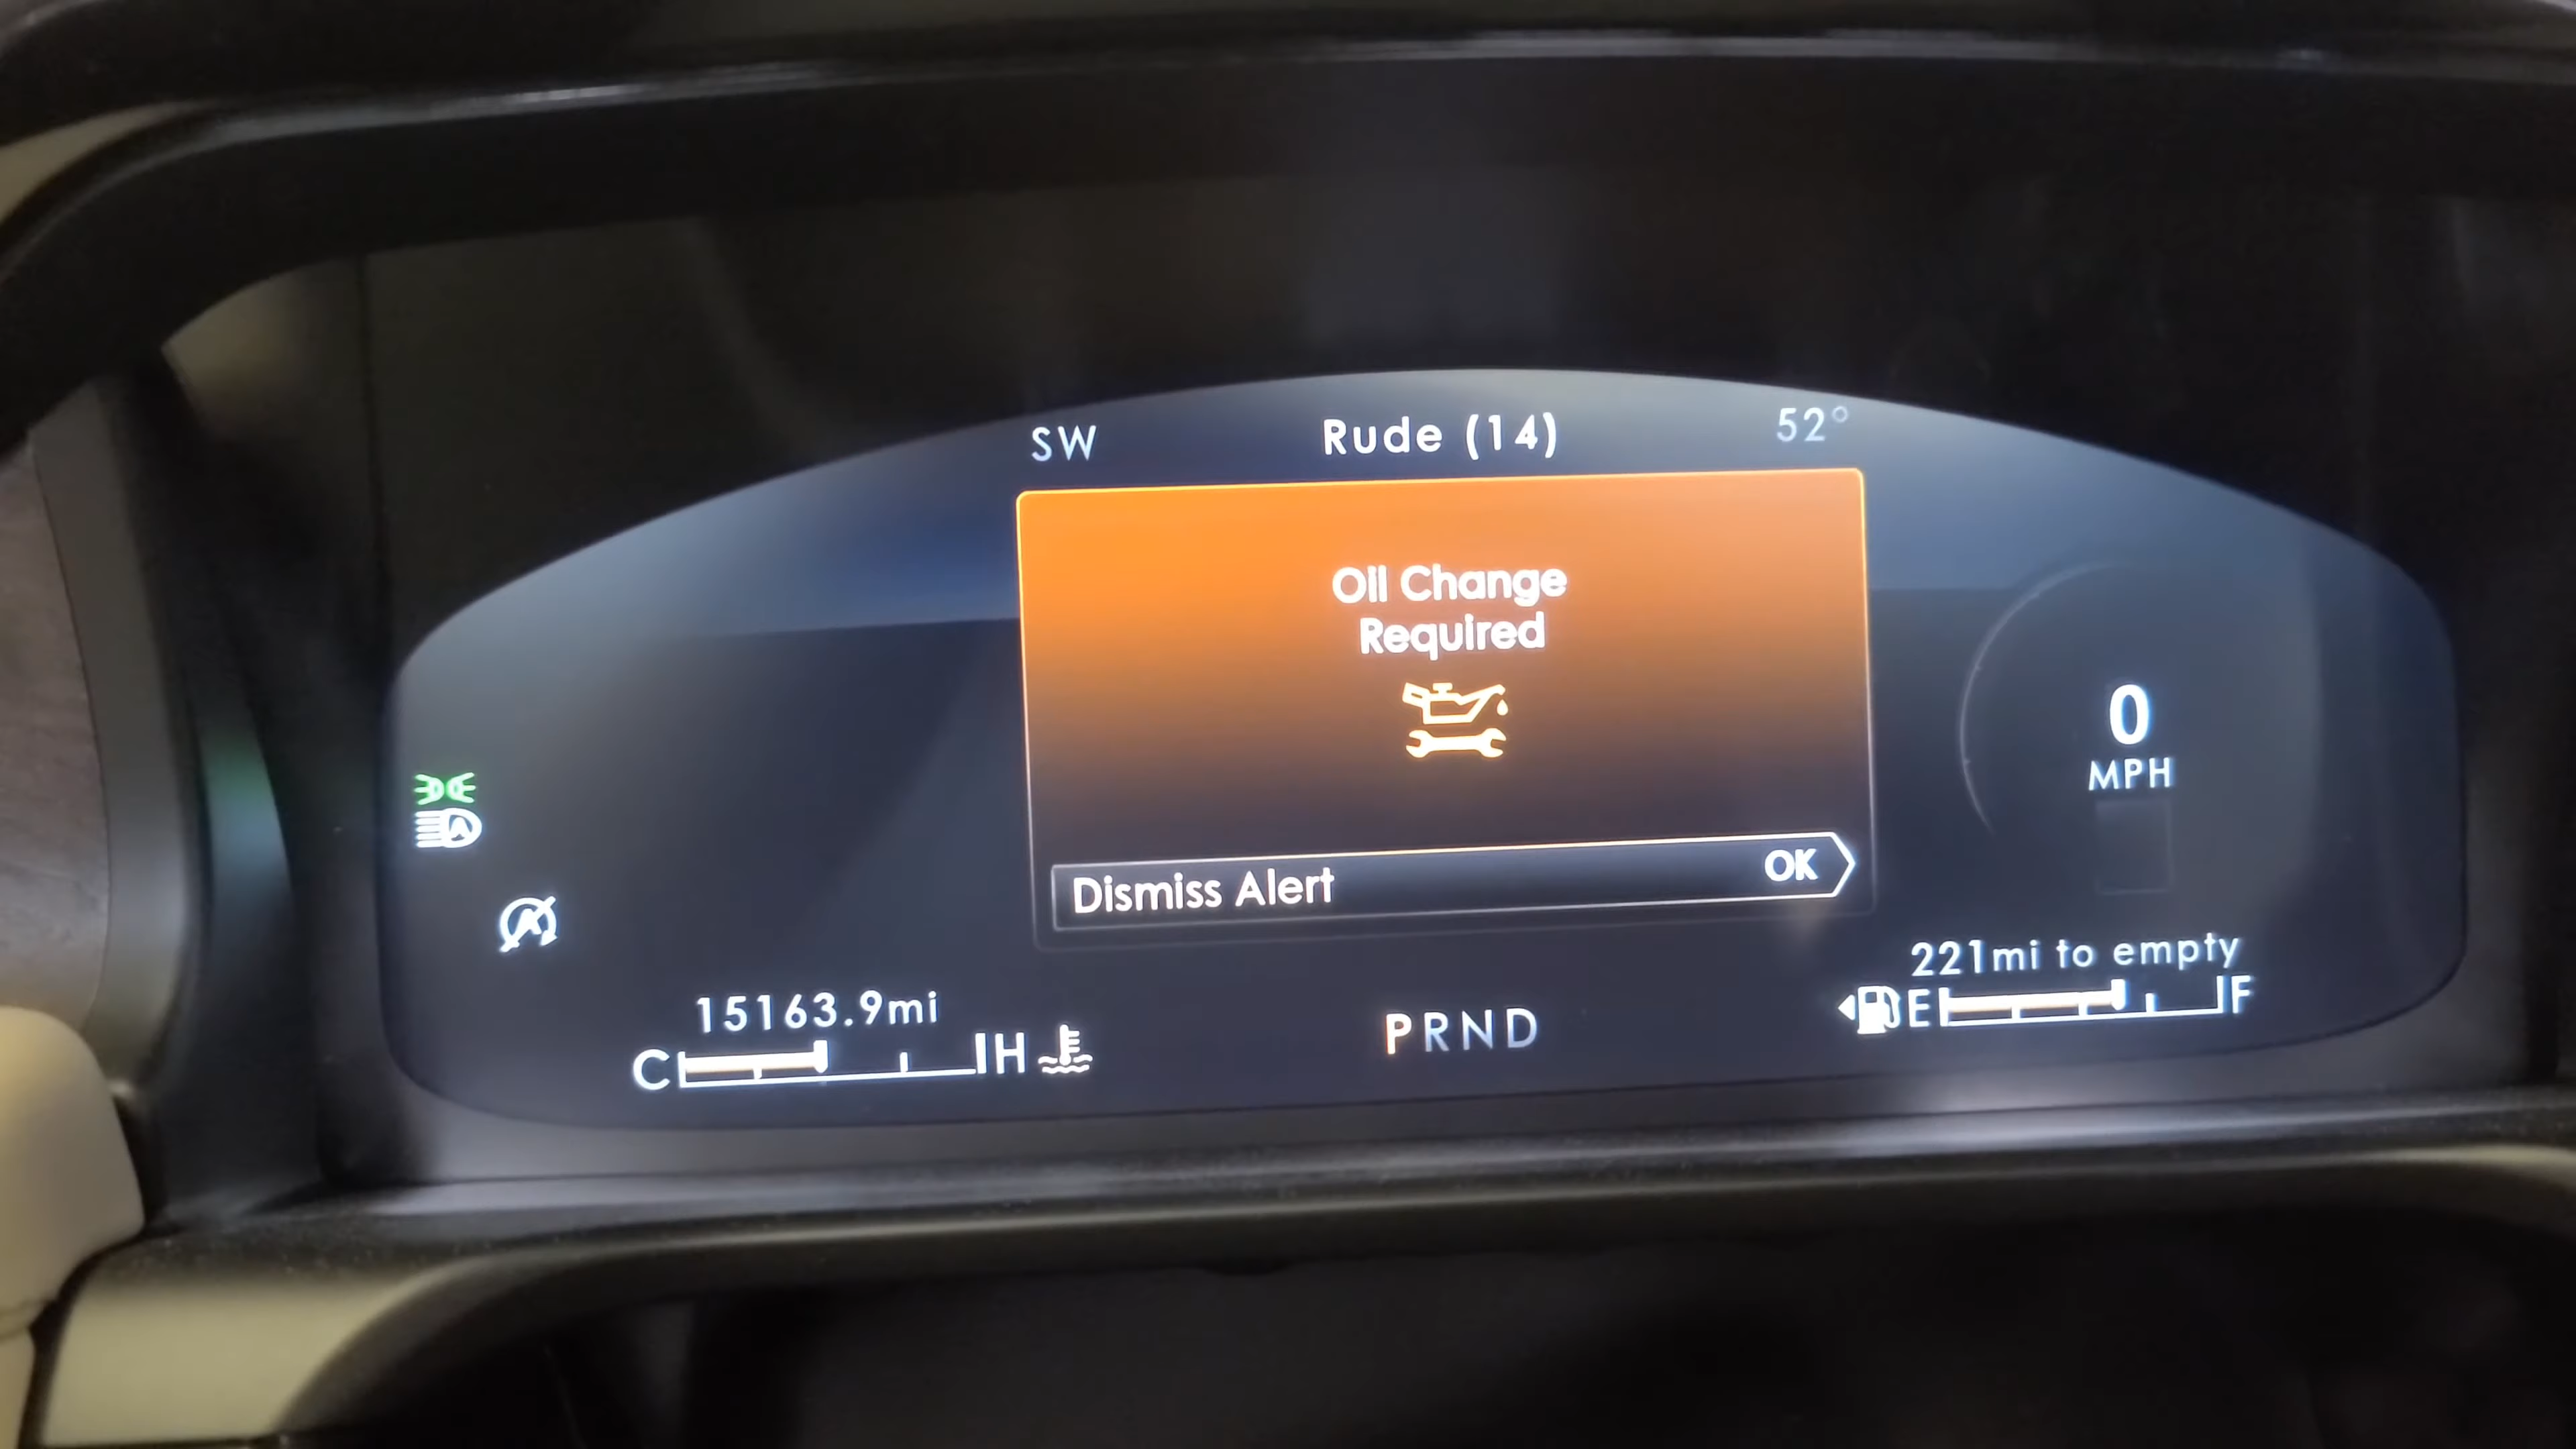 SW Rude (14) 52°
Oil Change
Required
Dismiss Alert OK
0
MPH
15163.9mi
221mi to empty
C H
PRND
E F